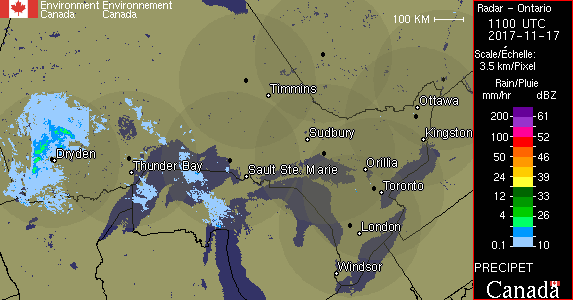 Environment Environnement
Canada Canada
100 KM
Timmins
Ottawa
Sudbury
Kingston
Dryden
Thunder Bay
Sault Ste. Marie
Orillia
Toronto
London
Windsor
Radar - Ontario
1100 UTC
2017-11-17
Scale/Échelle:
3.5 km/Pixel
Rain/Pluie
mm/hr dBZ
200 61
100 56
50 52
50 46
24 39
12 33
4 26
1 20
0.1 10
PRECIPET
Canada